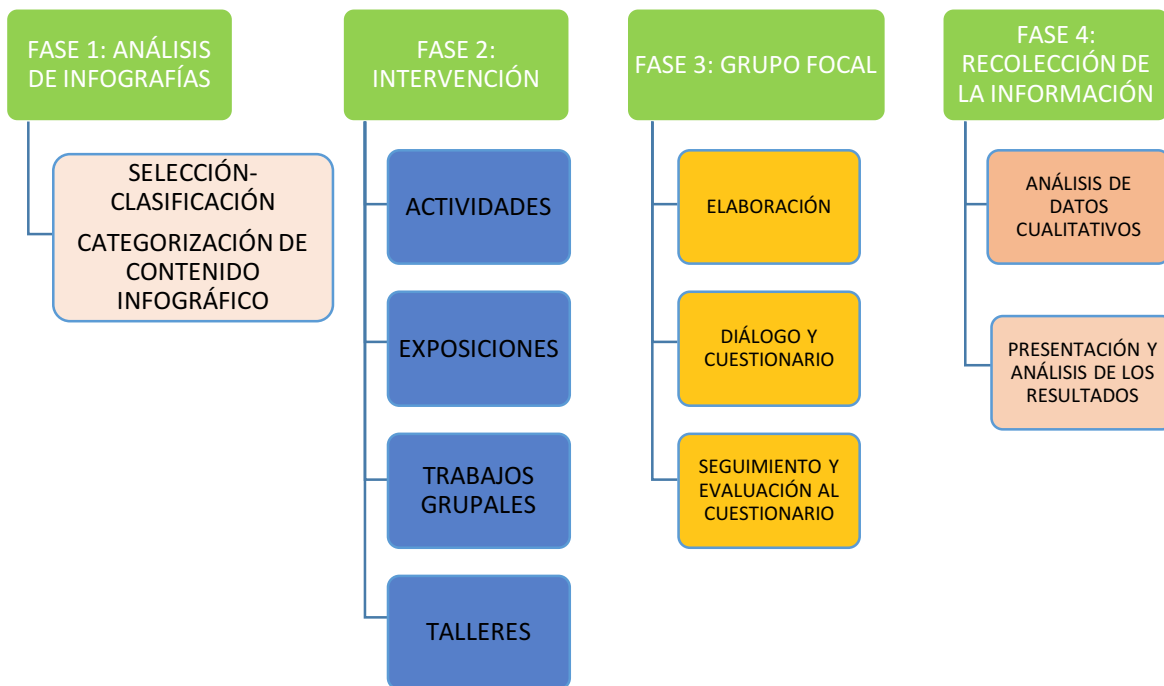 FASE 1: ANÁLISIS
DE INFOGRAFÍAS
SELECCIÓN-
CLASIFICACIÓN
CATEGORIZACIÓN DE
CONTENIDO
INFOGRÁFICO
FASE 2:
INTERVENCIÓN
ACTIVIDADES
EXPOSICIONES
TRABAJOS
GRUPALES
TALLERES
FASE 3: GRUPO FOCAL
ELABORACIÓN
DIÁLOGO Y
CUESTIONARIO
SEGUIMIENTO Y
EVALUACIÓN AL
CUESTIONARIO
FASE 4:
RECOLECCIÓN DE
LA INFORMACIÓN
ANÁLISIS DE
DATOS
CUALITATIVOS
PRESENTACIÓN Y
ANÁLISIS DE LOS
RESULTADOS